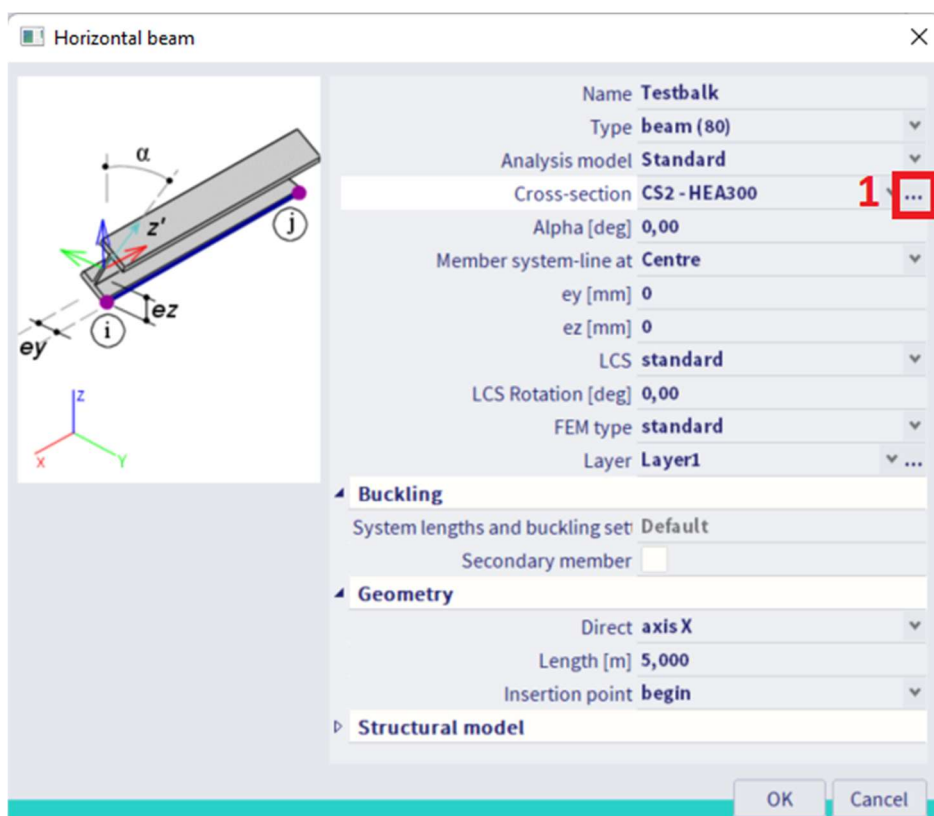 Horizontal beam
α
z'
j
ez
i
ey
z
x
Y
Name Testbalk
Type beam (80)
Analysis model Standard
Cross-section CS2 - HEA300 1 ...
Alpha [deg] 0,00
Member system-line at Centre
ey [mm] 0
ez [mm] 0
LCS standard
LCS Rotation [deg] 0,00
FEM type standard
Layer Layer1 ...
Buckling
System lengths and buckling set Default
Secondary member
Geometry
Direct axis X
Length [m] 5,000
Insertion point begin
Structural model
OK Cancel